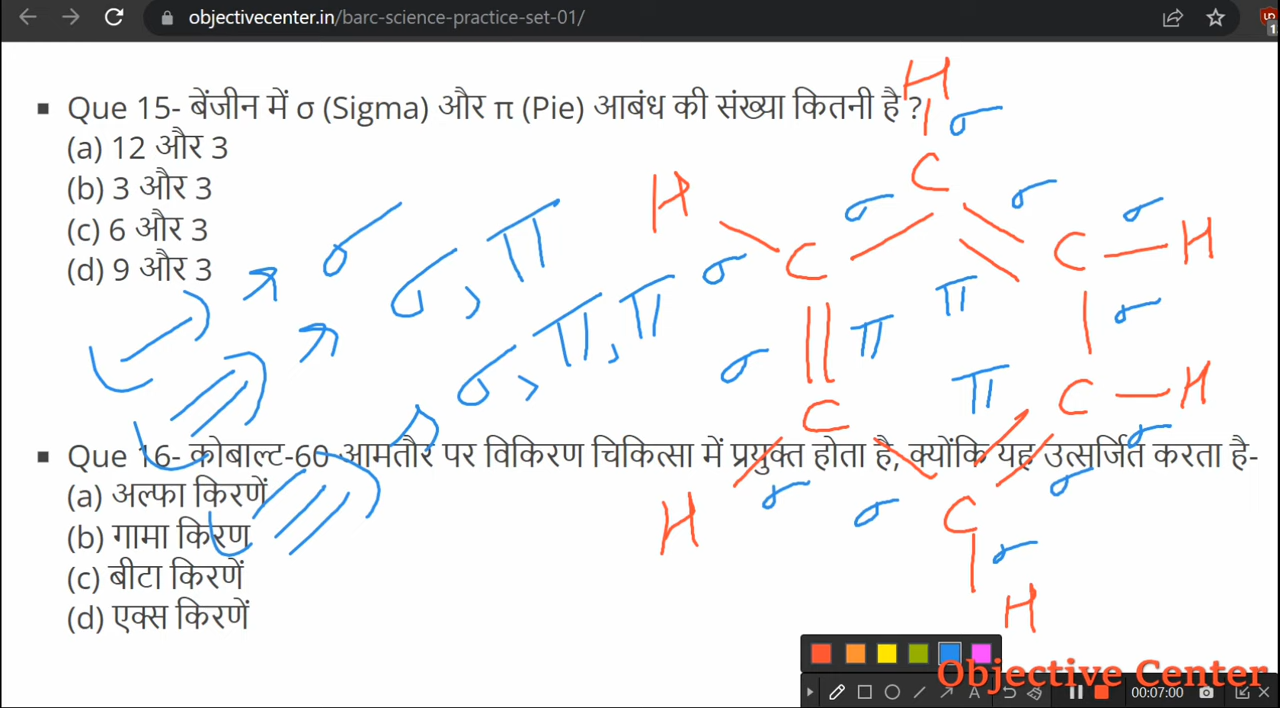 objectivecenter.in/barc-science-practice-set-01/
Que 15- बेंजीन में σ (Sigma) और π (Pie) आबंध की संख्या कितनी है ?
(a) 12 और 3
(b) 3 और 3
(c) 6 और 3
(d) 9 और 3
H
σ
C
H σ σ σ
C C H
σ
σ, π
σ π σ
σ, π, π π
σ π
C C H
σ
Que 16- कोबाल्ट-60 आमतौर पर विकिरण चिकित्सा में प्रयुक्त होता है, क्योंकि यह उत्सर्जित करता है-
(a) अल्फा किरणें
(b) गामा किरण
(c) बीटा किरणें
(d) एक्स किरणें
H σ σ C σ
σ
H
Objective Center
A 00:07:00